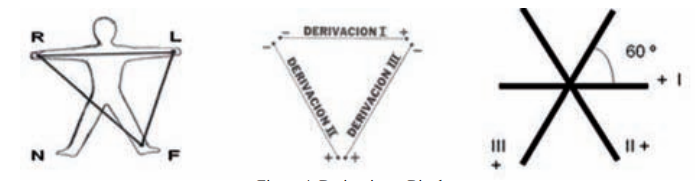 R L
N F
- DERIVACION I +
- -
DERIVACION II
DERIVACION III
+ +
60 º
+ I
III
+
II +